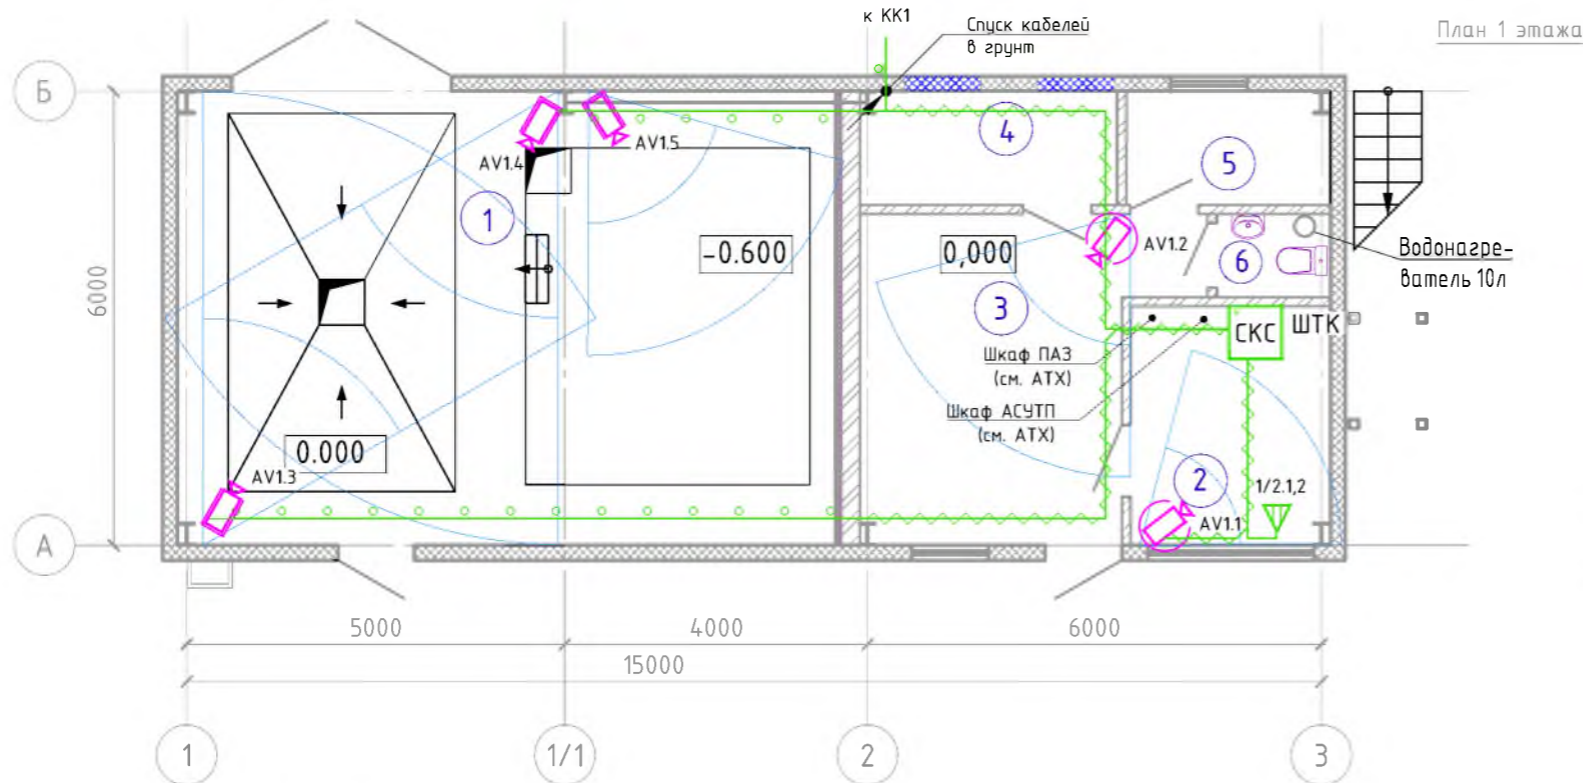 к КК1
Спуск кабелей
в грунт
План 1 этажа
Б
AV1.4
AV1.5
4
5
1
-0.600
0,000
AV1.2
6
Водонагре-
ватель 10л
6000
3
Шкаф ПАЗ
(см. АТХ)
СКС
ШТК
Шкаф АСУТП
(см. АТХ)
0.000
AV1.3
2
1/2.1,2
AV1.1
А
5000
4000
6000
15000
1
1/1
2
3